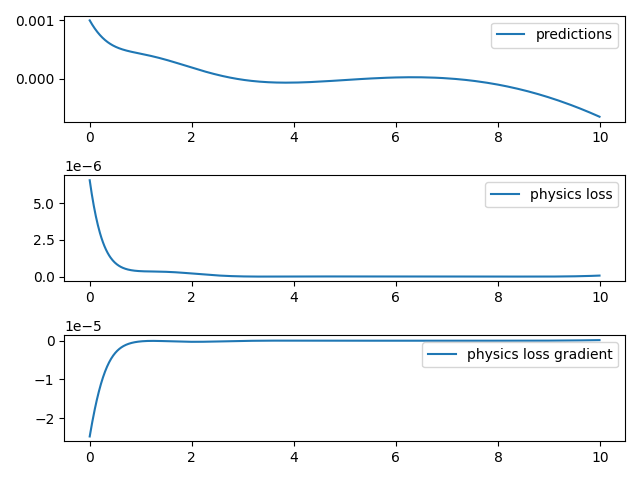 0.001
predictions
0.000
0 2 4 6 8 10
1e−6
5.0
physics loss
2.5
0.0
0 2 4 6 8 10
1e−5
0
physics loss gradient
−1
−2
0 2 4 6 8 10